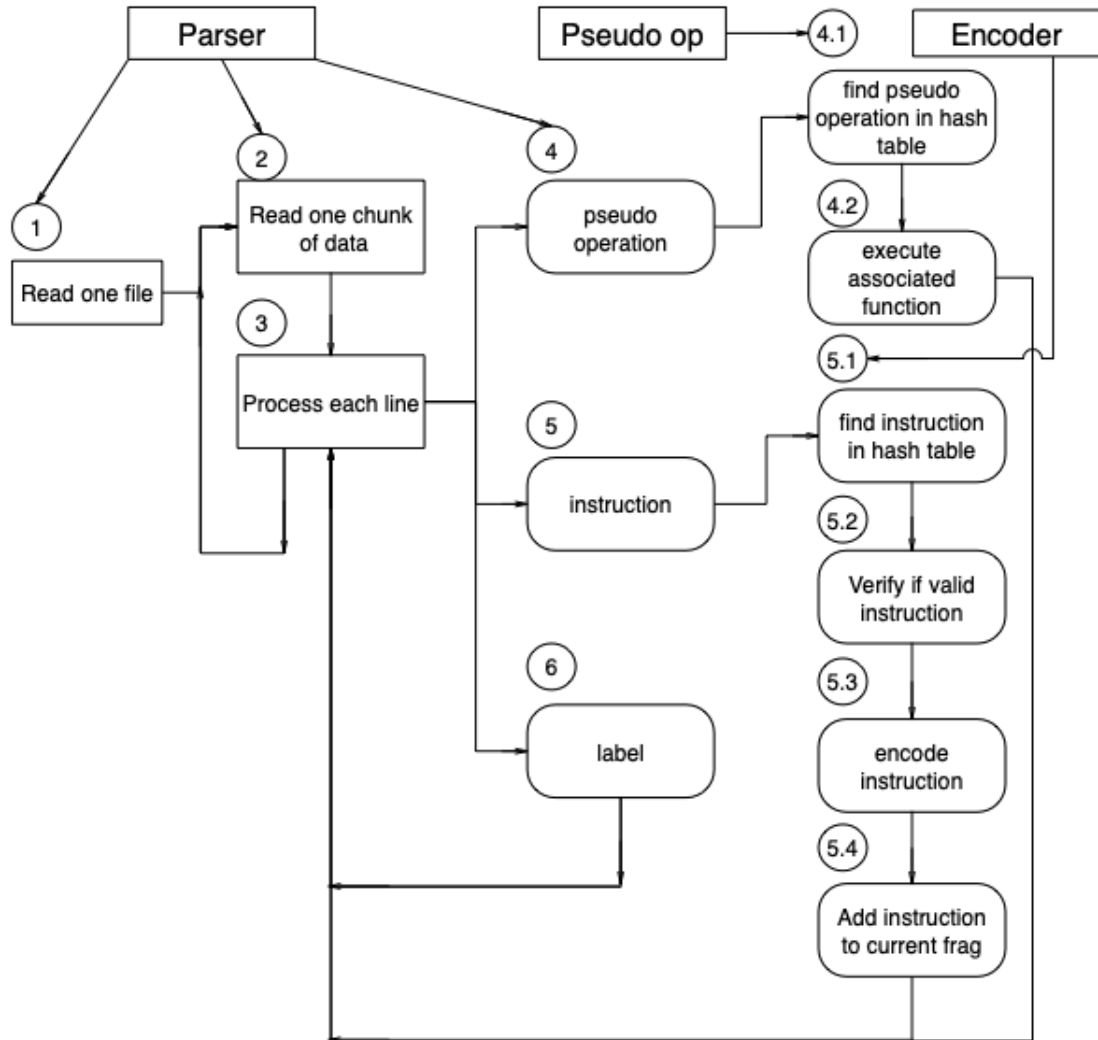 Parser
Pseudo op
4.1
Encoder
find pseudo
operation in hash
table
2
4
1
Read one chunk
of data
pseudo
operation
4.2
Read one file
execute
associated
function
3
5.1
Process each line
5
find instruction
in hash table
instruction
5.2
Verify if valid
instruction
6
5.3
label
encode
instruction
5.4
Add instruction
to current frag